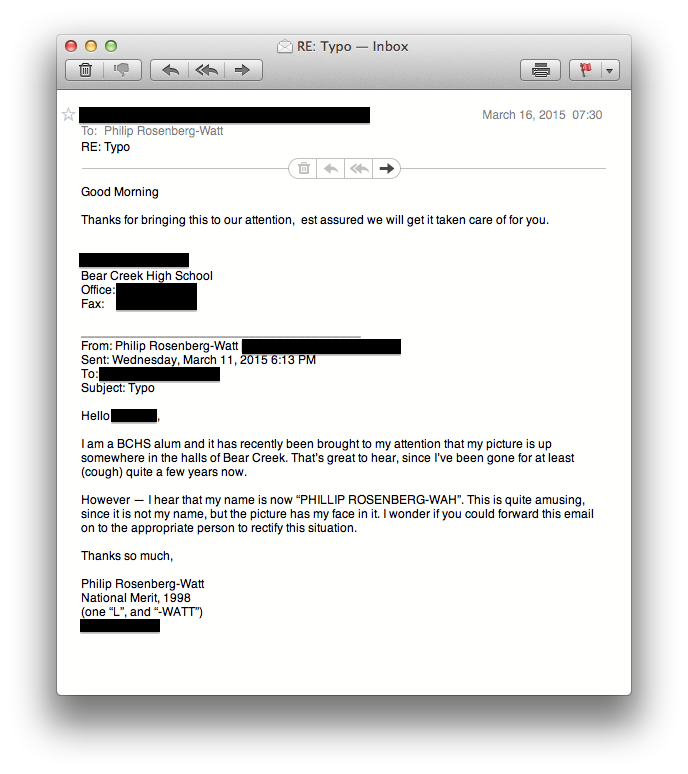 RE: Typo — Inbox
March 16, 2015 07:30
To: Philip Rosenberg-Watt
RE: Typo
Good Morning
Thanks for bringing this to our attention,  est assured we will get it taken care of for you.
Bear Creek High School
Office:
Fax:
From: Philip Rosenberg-Watt
Sent: Wednesday, March 11, 2015 6:13 PM
To:
Subject: Typo
Hello ,
I am a BCHS alum and it has recently been brought to my attention that my picture is up
somewhere in the halls of Bear Creek. That's great to hear, since I've been gone for at least
(cough) quite a few years now.
However — I hear that my name is now “PHILLIP ROSENBERG-WAH”. This is quite amusing,
since it is not my name, but the picture has my face in it. I wonder if you could forward this email
on to the appropriate person to rectify this situation.
Thanks so much,
Philip Rosenberg-Watt
National Merit, 1998
(one “L”, and “-WATT”)